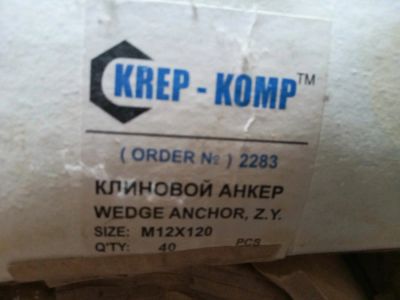 KREP - KOMP™
( ORDER № ) 2283
КЛИНОВОЙ АНКЕР
WEDGE ANCHOR, Z.Y.
SIZE: M12X120
Q'TY: 40 PCS